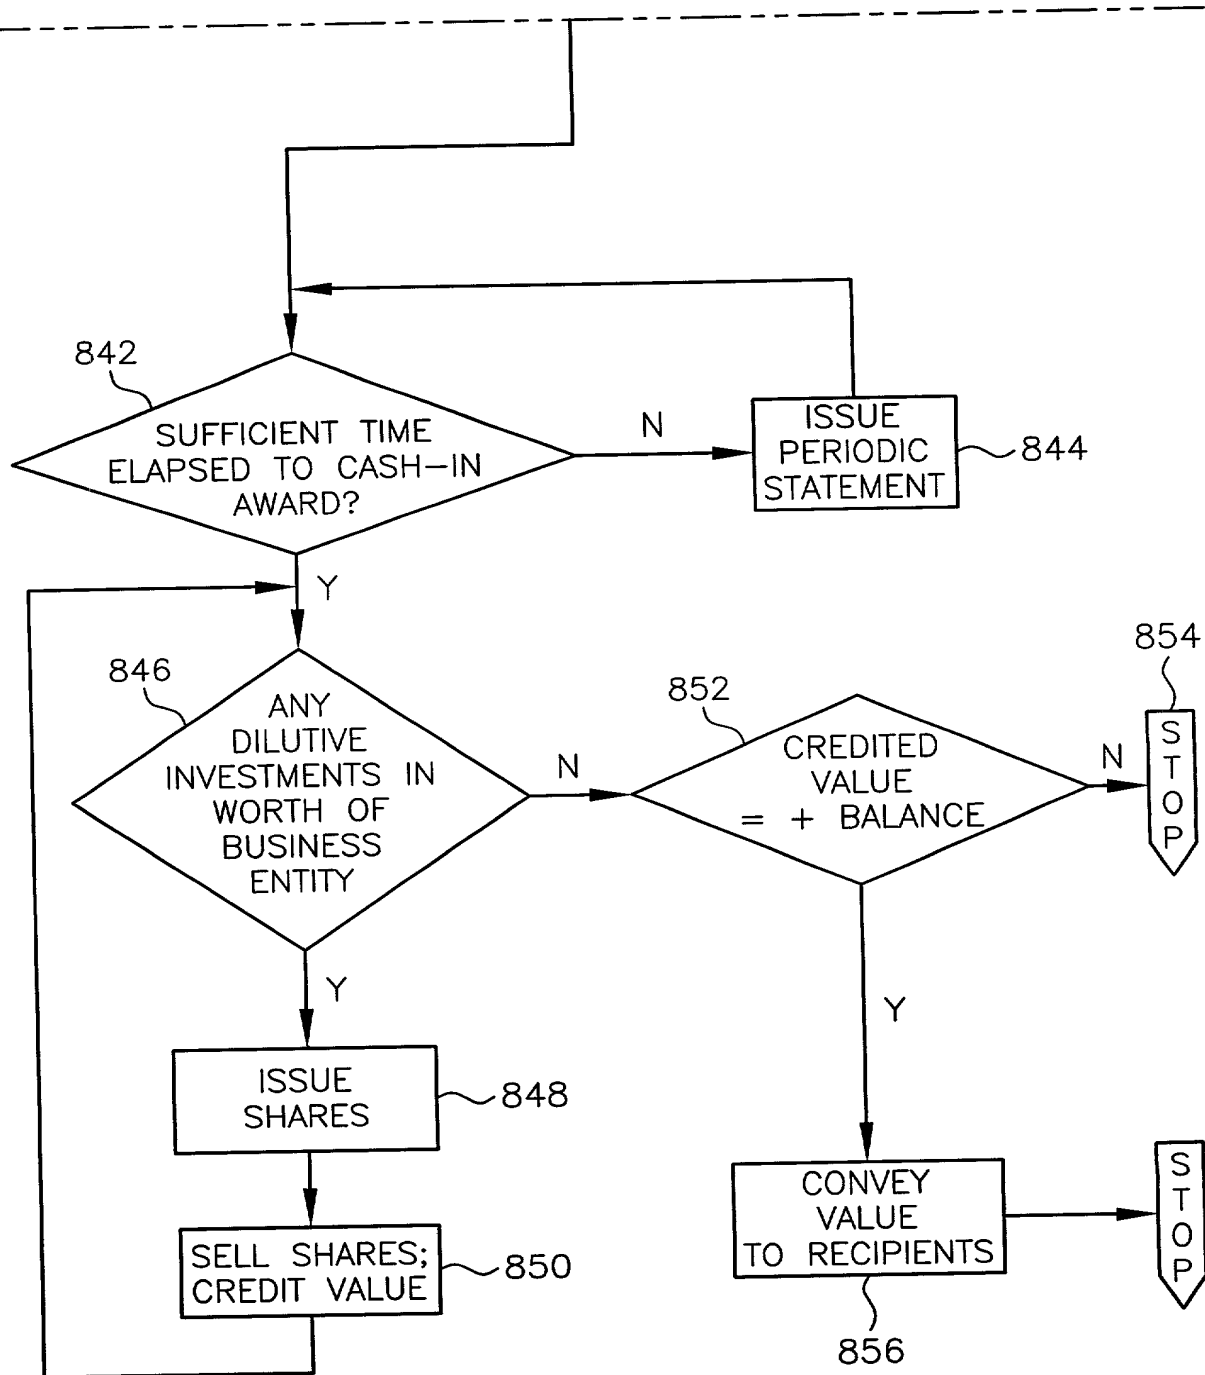 842
SUFFICIENT TIME
ELAPSED TO CASH-IN
AWARD?
N
ISSUE
PERIODIC
STATEMENT
844
Y
846
ANY
DILUTIVE
INVESTMENTS IN
WORTH OF
BUSINESS
ENTITY
N
852
CREDITED
VALUE
= + BALANCE
N
854
STOP
Y
Y
ISSUE
SHARES
848
SELL SHARES;
CREDIT VALUE
850
CONVEY
VALUE
TO RECIPIENTS
856
STOP